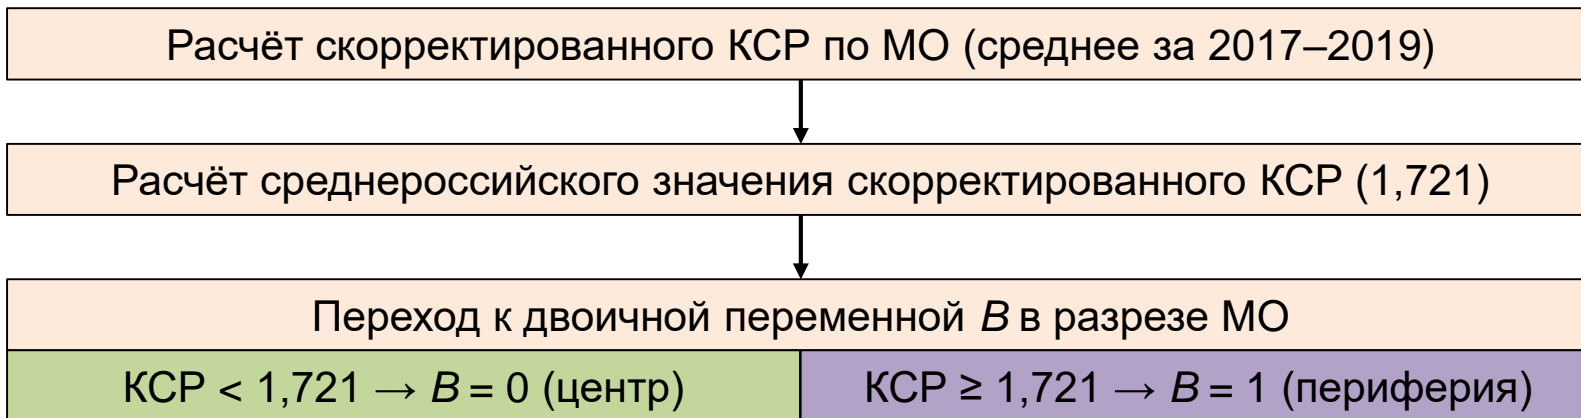 Расчёт скорректированного КСР по МО (среднее за 2017–2019)
Расчёт среднероссийского значения скорректированного КСР (1,721)
Переход к двоичной переменной B в разрезе МО
КСР < 1,721 → B = 0 (центр)
КСР ≥ 1,721 → B = 1 (периферия)